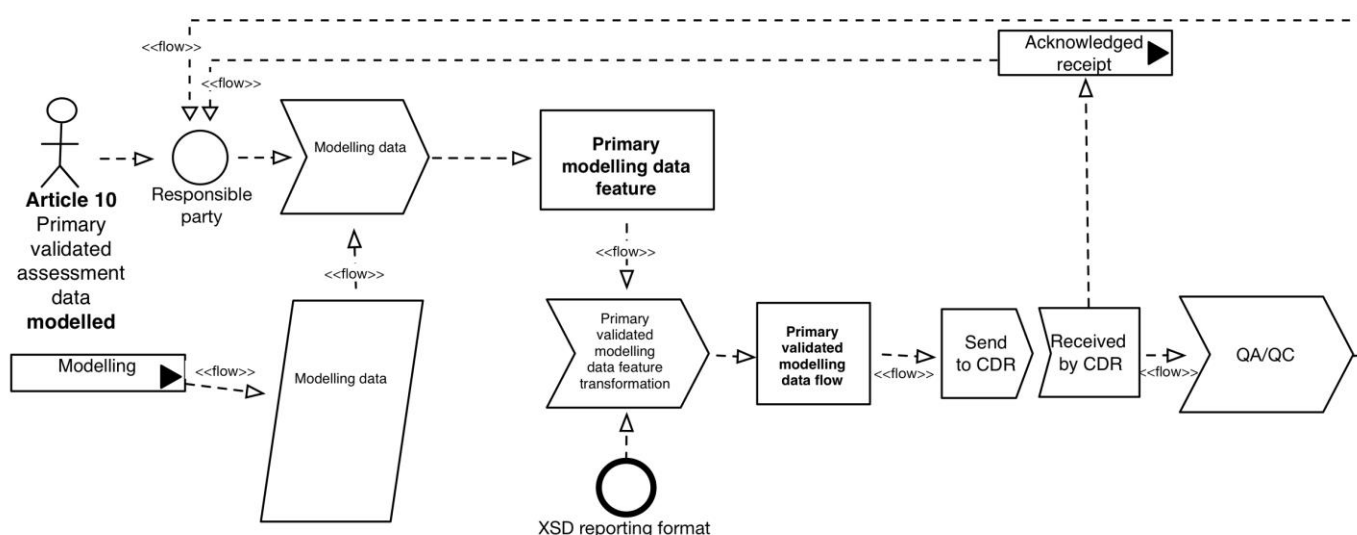 <<flow>>
Acknowledged
receipt
<<flow>>
Modelling data
Primary
modelling data
feature
Responsible
party
Article 10
Primary
validated
assessment
data
modelled
<<flow>>
<<flow>>
Modelling
<<flow>>
Modelling data
Primary
validated
modelling
data feature
transformation
Primary
validated
modelling
data flow
<<flow>>
Send
to CDR
Received
by CDR
<<flow>>
QA/QC
XSD reporting format